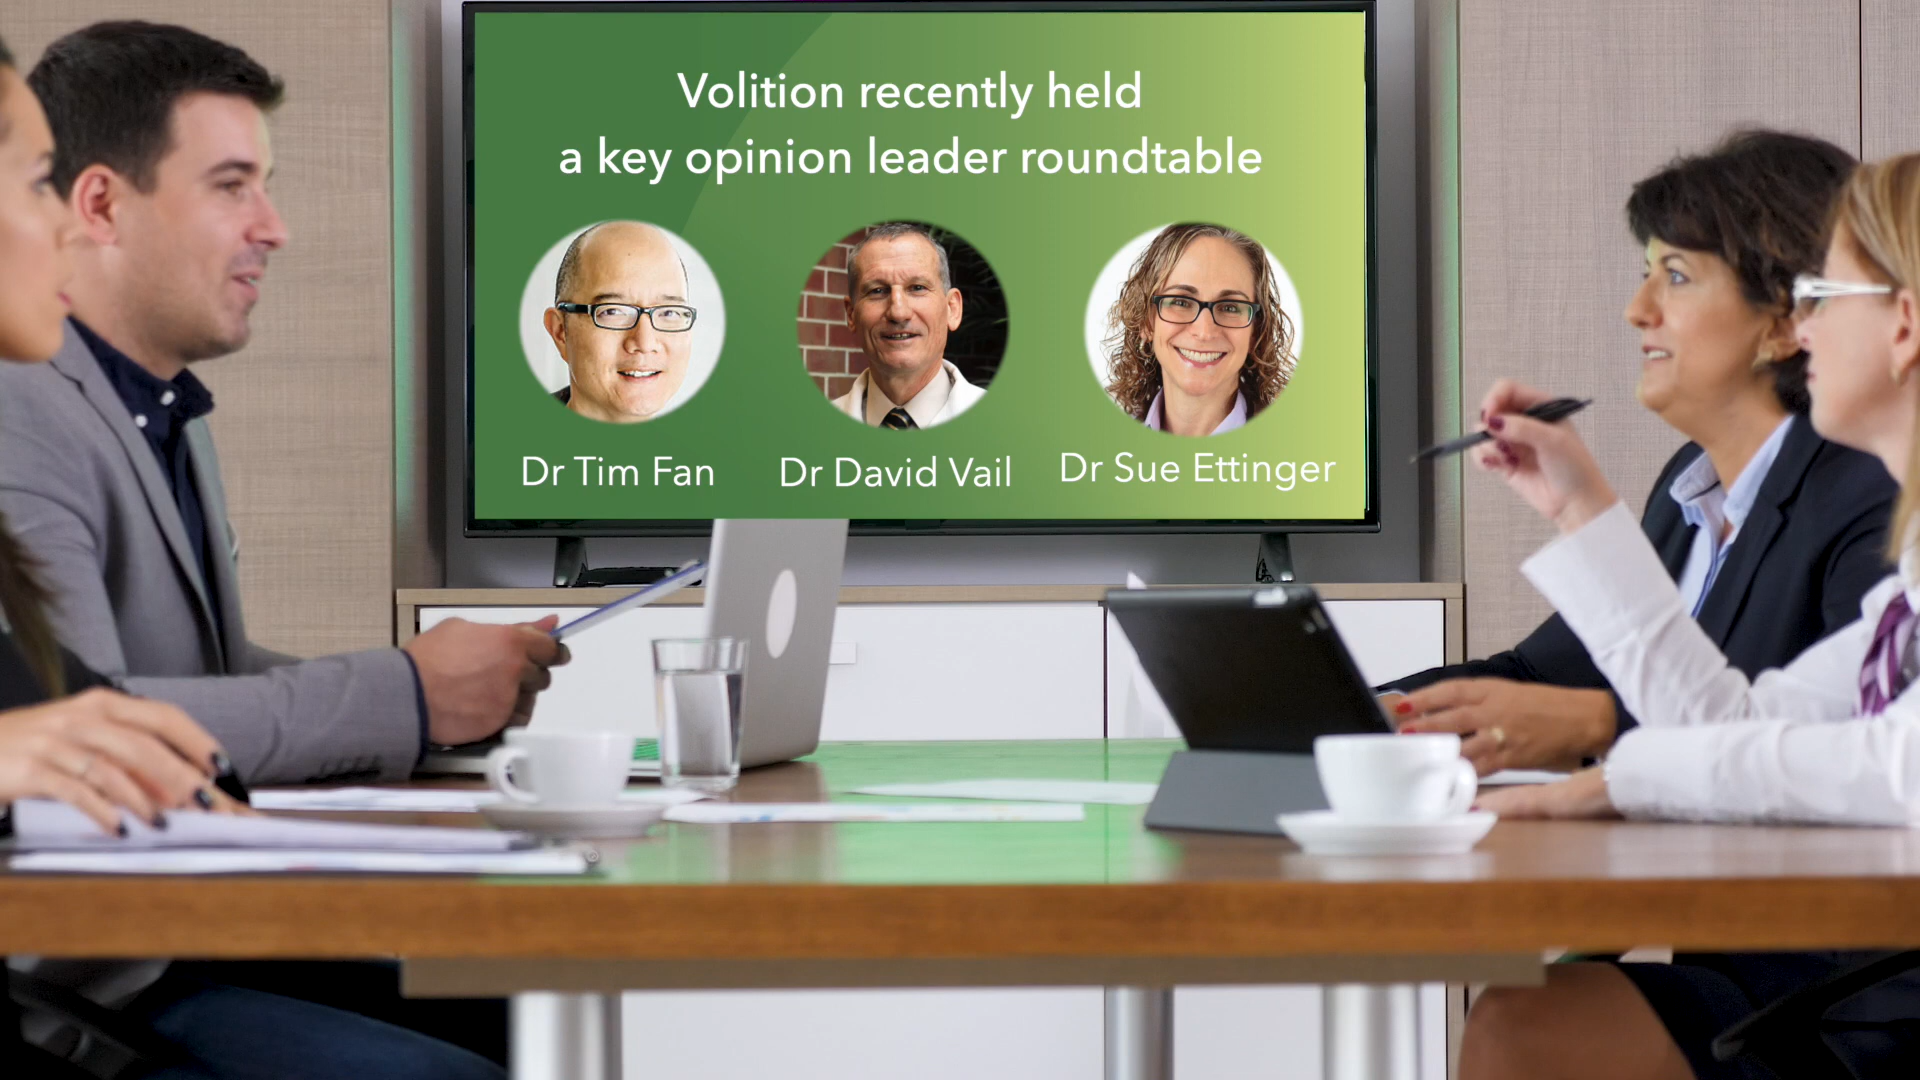 Volition recently held
a key opinion leader roundtable
Dr Tim Fan
Dr David Vail
Dr Sue Ettinger